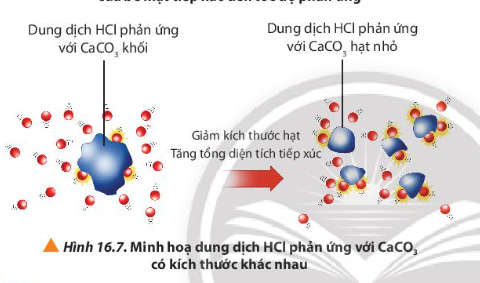 Dung dịch HCl phản ứng
với CaCO₃ khối
Dung dịch HCl phản ứng
với CaCO₃ hạt nhỏ
Giảm kích thước hạt
Tăng tổng diện tích tiếp xúc
▲ Hình 16.7. Minh hoạ dung dịch HCl phản ứng với CaCO₃
có kích thước khác nhau